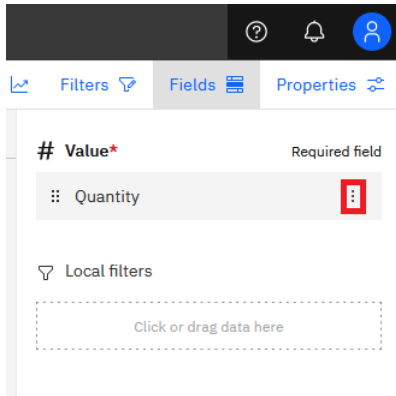 Filters Fields Properties
# Value* Required field
Quantity
Local filters
Click or drag data here